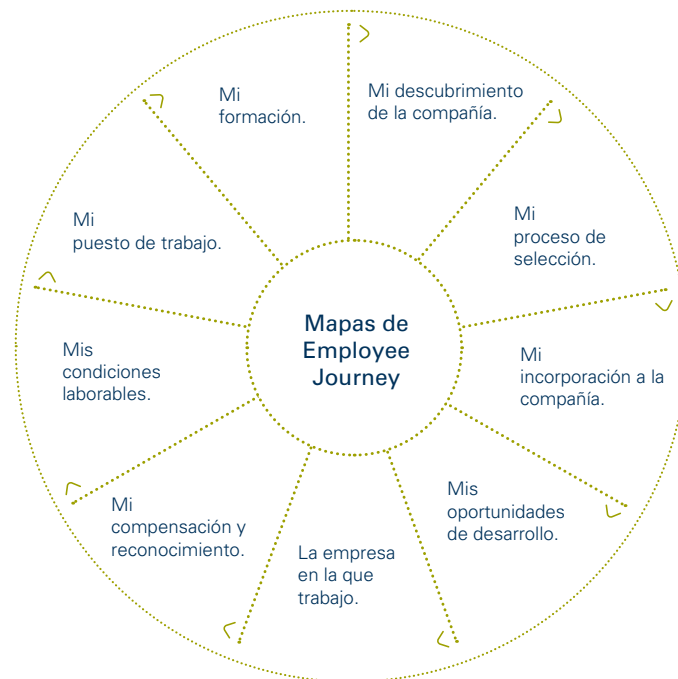 Mi descubrimiento
de la compañía.
Mi
proceso de
selección.
Mi
incorporación a la
compañía.
Mis
oportunidades
de desarrollo.
La empresa
en la que
trabajo.
Mi
compensación y
reconocimiento.
Mis
condiciones
laborables.
Mi
puesto de trabajo.
Mi
formación.
Mapas de
Employee
Journey